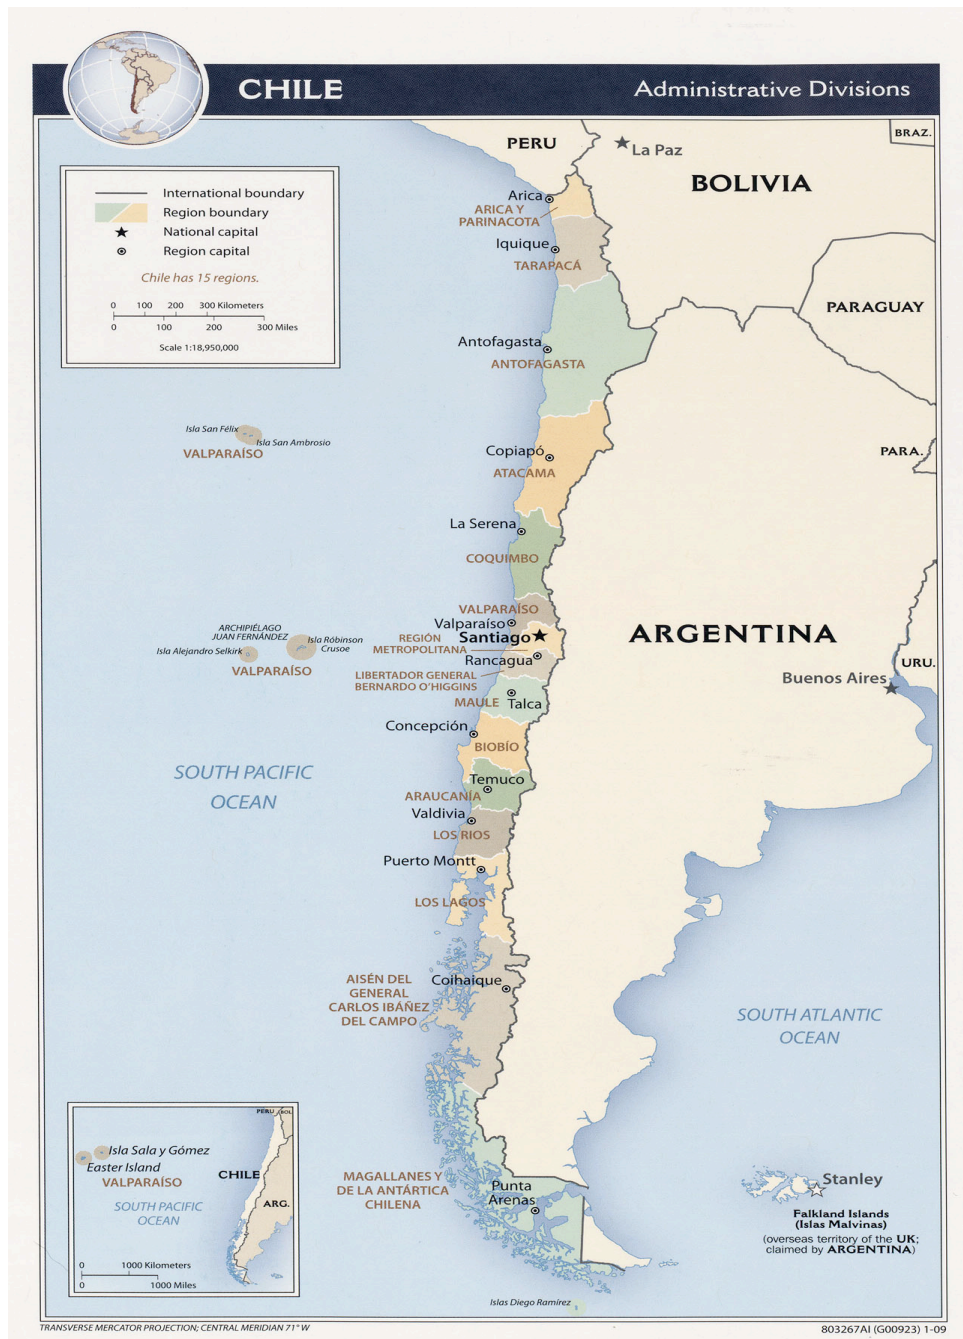 CHILE
Administrative Divisions
International boundary
Region boundary
National capital
Region capital
Chile has 15 regions.
0 100 200 300 Kilometers
0 100 200 300 Miles
Scale 1:18,950,000
PERU
La Paz
BRAZ.
BOLIVIA
Arica
ARICA Y
PARINACOTA
Iquique
TARAPACÁ
PARAGUAY
Antofagasta
ANTOFAGASTA
Isla San Félix
Isla San Ambrosio
VALPARAÍSO
Copiapó
ATACAMA
PARA.
La Serena
COQUIMBO
VALPARAÍSO
Valparaíso
Santiago
REGIÓN
METROPOLITANA
Rancagua
LIBERTADOR GENERAL
BERNARDO O'HIGGINS
ARCHIPIÉLAGO
JUAN FERNÁNDEZ
Isla Róbinson
Crusoe
Isla Alejandro Selkirk
VALPARAÍSO
ARGENTINA
URU.
Buenos Aires
MAULE
Talca
Concepción
BIOBÍO
SOUTH PACIFIC
OCEAN
Temuco
ARAUCANÍA
Valdivia
LOS RIOS
Puerto Montt
LOS LAGOS
AISÉN DEL
GENERAL
CARLOS IBÁÑEZ
DEL CAMPO
Coihaique
SOUTH ATLANTIC
OCEAN
MAGALLANES Y
DE LA ANTÁRTICA
CHILENA
Punta
Arenas
Stanley
Falkland Islands
(Islas Malvinas)
(overseas territory of the UK;
claimed by ARGENTINA)
PERU
BOL.
Isla Sala y Gómez
Easter Island
VALPARAÍSO
CHILE
SOUTH PACIFIC
OCEAN
ARG.
0 1000 Kilometers
0 1000 Miles
Islas Diego Ramírez
TRANSVERSE MERCATOR PROJECTION; CENTRAL MERIDIAN 71° W
803267AI (G00923) 1-09